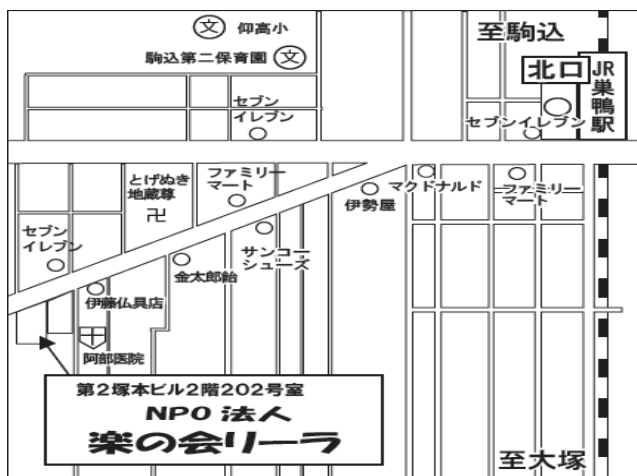 文 仰高小
至駒込
駒込第二保育園 文
北口
JR
巣鴨駅
セブン
イレブン
セブンイレブン
とげぬき
地蔵尊
卍
ファミリー
マート
マクドナルド
ファミリー
マート
伊勢屋
セブン
イレブン
サンコー
シューズ
金太郎飴
伊藤仏具店
阿部医院
第2塚本ビル2階202号室
NPO 法人
楽の会リーラ
至大塚